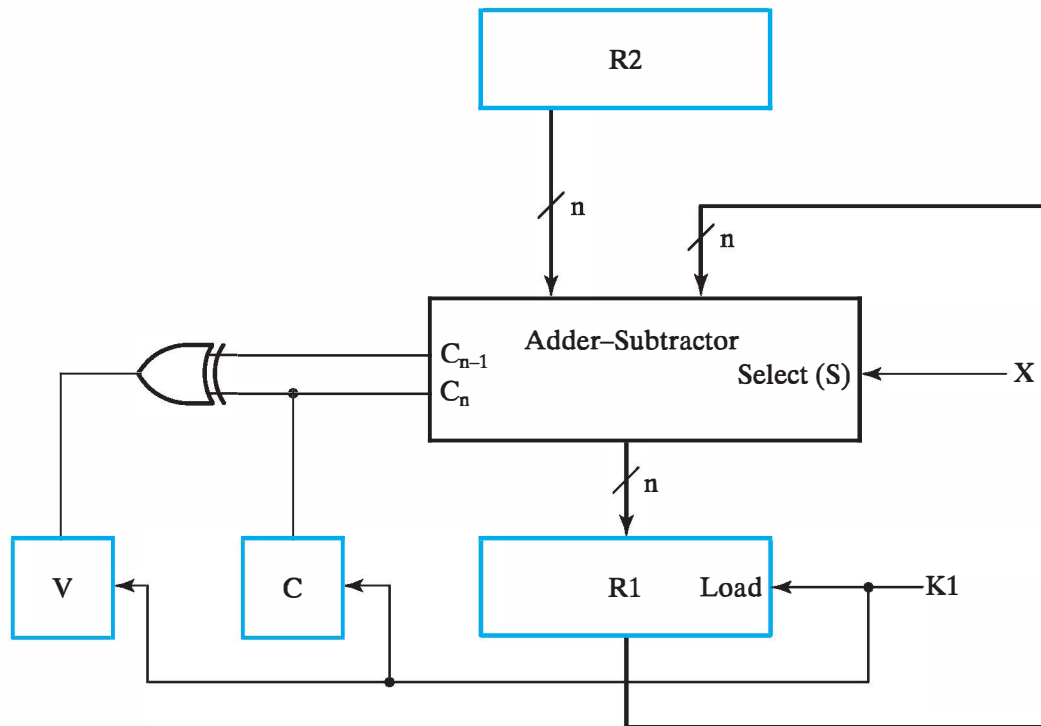 R2
n
n
Adder–Subtractor
Cₙ₋₁
Select (S)
X
Cₙ
n
V
C
R1
Load
K1